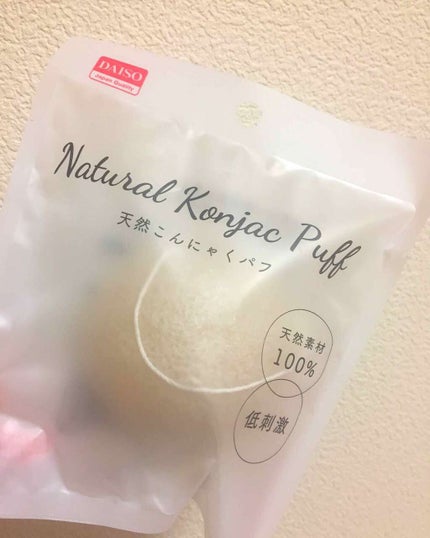 DAISO
Japan Quality
Natural Konjac Puff
天然こんにゃくパフ
天然素材
100%
低刺激